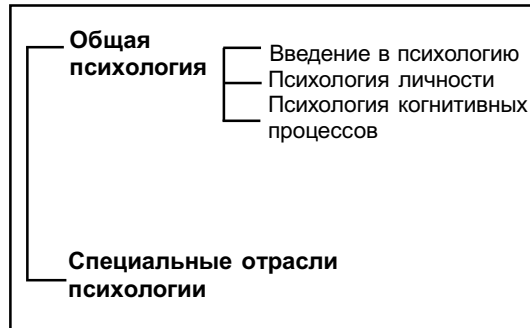 Общая
психология
Введение в психологию
Психология личности
Психология когнитивных
процессов
Специальные отрасли
психологии